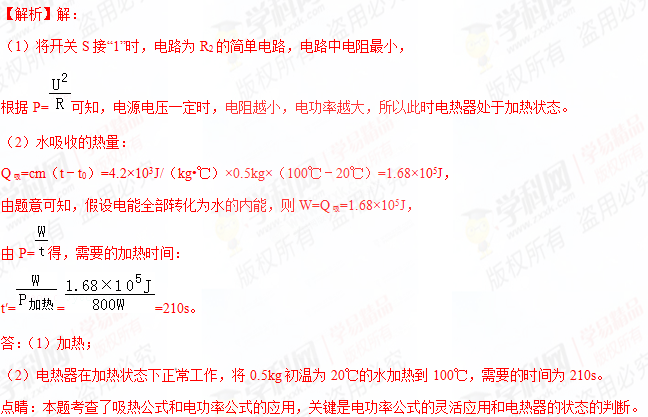 【解析】解：
（1）将开关 S 接“1”时，电路为 R₂ 的简单电路，电路中电阻最小，
根据 P=U²/R 可知，电源电压一定时，电阻越小，电功率越大，所以此时电热器处于加热状态。
（2）水吸收的热量：
Q吸=cm（t﹣t₀）=4.2×10³J/（kg•℃）×0.5kg×（100℃﹣20℃）=1.68×10⁵J，
由题意可知，假设电能全部转化为水的内能，则 W=Q吸=1.68×10⁵J，
由 P=W/t 得，需要的加热时间：
t′=W/P加热=1.68×10⁵J/800W=210s。
答：（1）加热；
（2）电热器在加热状态下正常工作，将 0.5kg 初温为 20℃的水加热到 100℃，需要的时间为 210s。
点睛：本题考查了吸热公式和电功率公式的应用，关键是电功率公式的灵活应用和电热器的状态的判断。